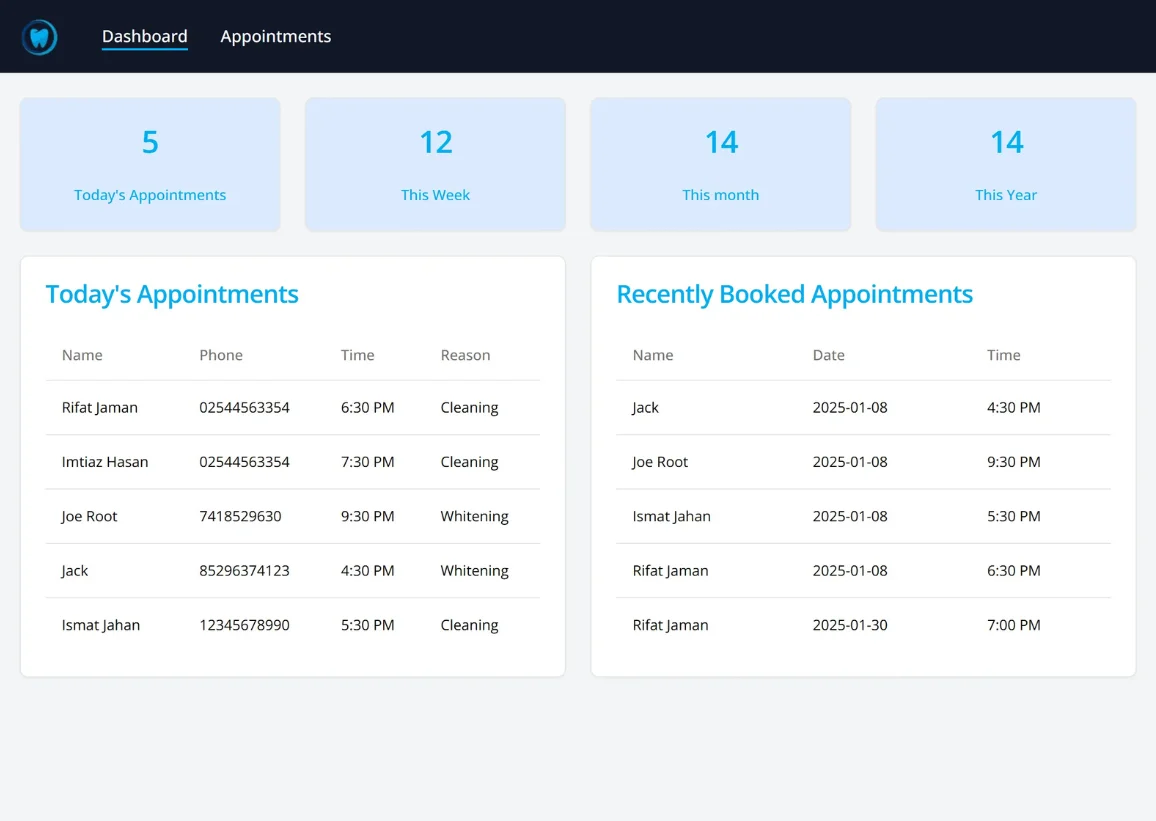 Dashboard Appointments
5
Today's Appointments
12
This Week
14
This month
14
This Year
Today's Appointments
Name Phone Time Reason
Rifat Jaman 02544563354 6:30 PM Cleaning
Imtiaz Hasan 02544563354 7:30 PM Cleaning
Joe Root 7418529630 9:30 PM Whitening
Jack 85296374123 4:30 PM Whitening
Ismat Jahan 12345678990 5:30 PM Cleaning
Recently Booked Appointments
Name Date Time
Jack 2025-01-08 4:30 PM
Joe Root 2025-01-08 9:30 PM
Ismat Jahan 2025-01-08 5:30 PM
Rifat Jaman 2025-01-08 6:30 PM
Rifat Jaman 2025-01-30 7:00 PM